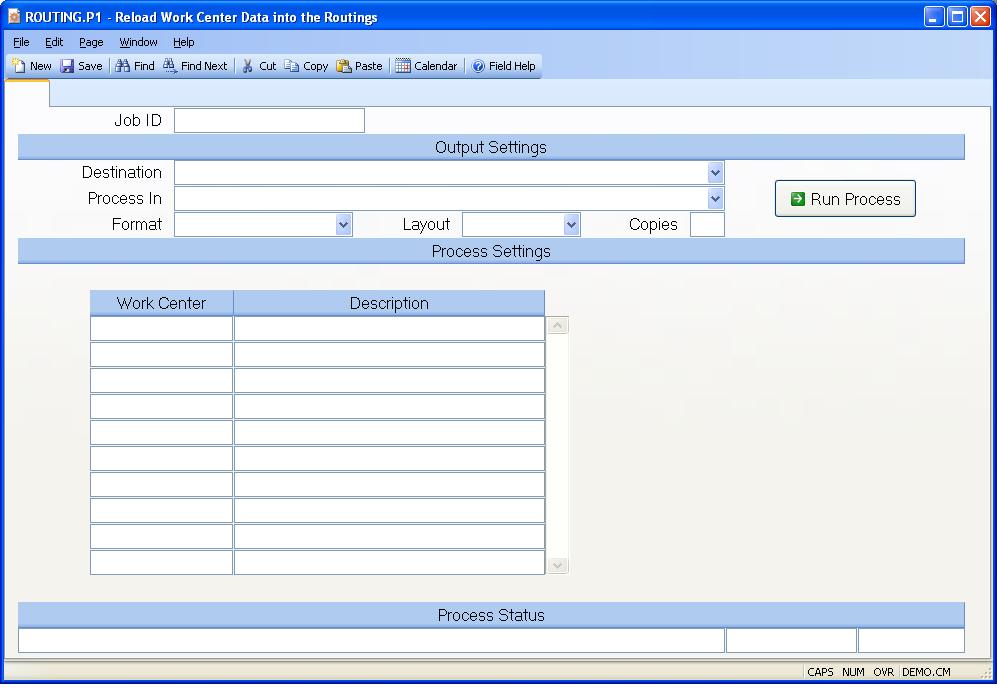 ROUTING.P1 - Reload Work Center Data into the Routings
File Edit Page Window Help
New Save Find Find Next Cut Copy Paste Calendar Field Help
Job ID
Output Settings
Destination
Process In
Run Process
Format Layout Copies
Process Settings
Work Center Description
Process Status
CAPS NUM OVR DEMO.CM